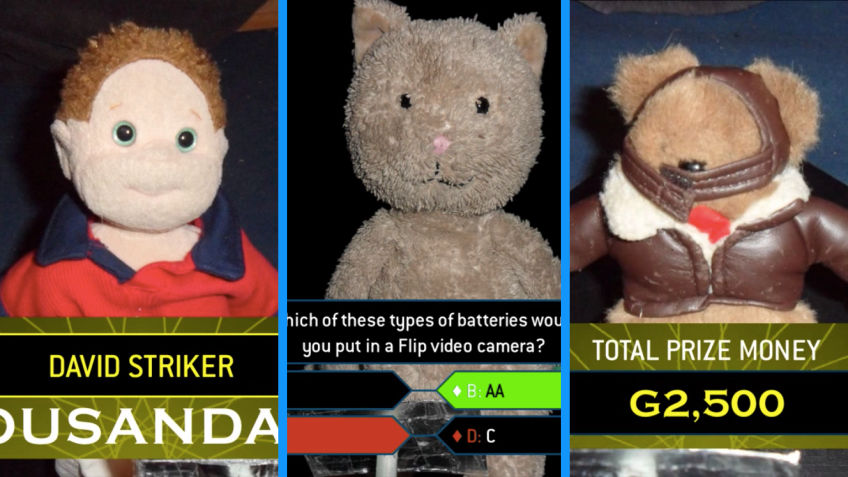 DAVID STRIKER
OUSANDA
hich of these types of batteries wou
you put in a Flip video camera?
B: AA
D: C
TOTAL PRIZE MONEY
G2,500